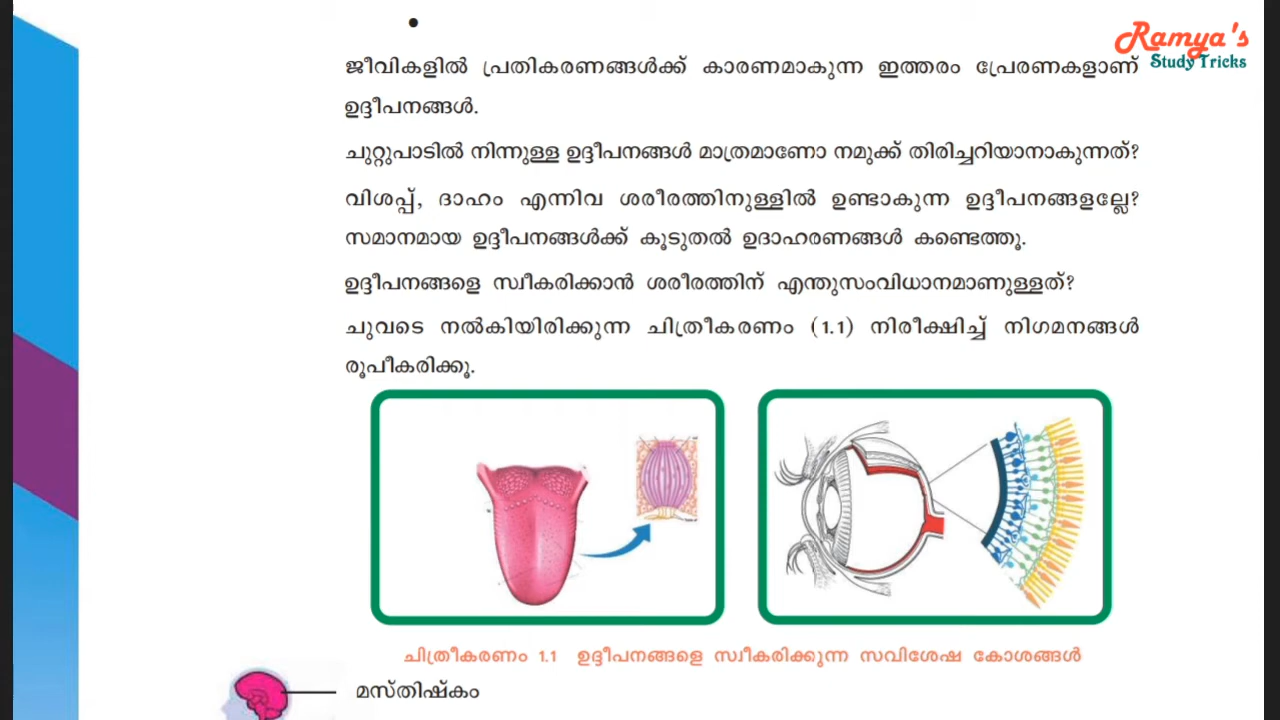 Ramya's
Study Tricks
ജീവികളിൽ പ്രതികരണങ്ങൾക്ക് കാരണമാകുന്ന ഇത്തരം പ്രേരണകളാണ്
ഉദ്ദീപനങ്ങൾ.
ചുറ്റുപാടിൽ നിന്നുള്ള ഉദ്ദീപനങ്ങൾ മാത്രമാണോ നമുക്ക് തിരിച്ചറിയാനാകുന്നത്?
വിശപ്പ്, ദാഹം എന്നിവ ശരീരത്തിനുള്ളിൽ ഉണ്ടാകുന്ന ഉദ്ദീപനങ്ങളല്ലേ?
സമാനമായ ഉദ്ദീപനങ്ങൾക്ക് കൂടുതൽ ഉദാഹരണങ്ങൾ കണ്ടെത്തൂ.
ഉദ്ദീപനങ്ങളെ സ്വീകരിക്കാൻ ശരീരത്തിന് എന്തുസംവിധാനമാണുള്ളത്?
ചുവടെ നൽകിയിരിക്കുന്ന ചിത്രീകരണം (1.1) നിരീക്ഷിച്ച് നിഗമനങ്ങൾ
രൂപീകരിക്കൂ.
ചിത്രീകരണം 1.1 ഉദ്ദീപനങ്ങളെ സ്വീകരിക്കുന്ന സവിശേഷ കോശങ്ങൾ
മസ്തിഷ്കം